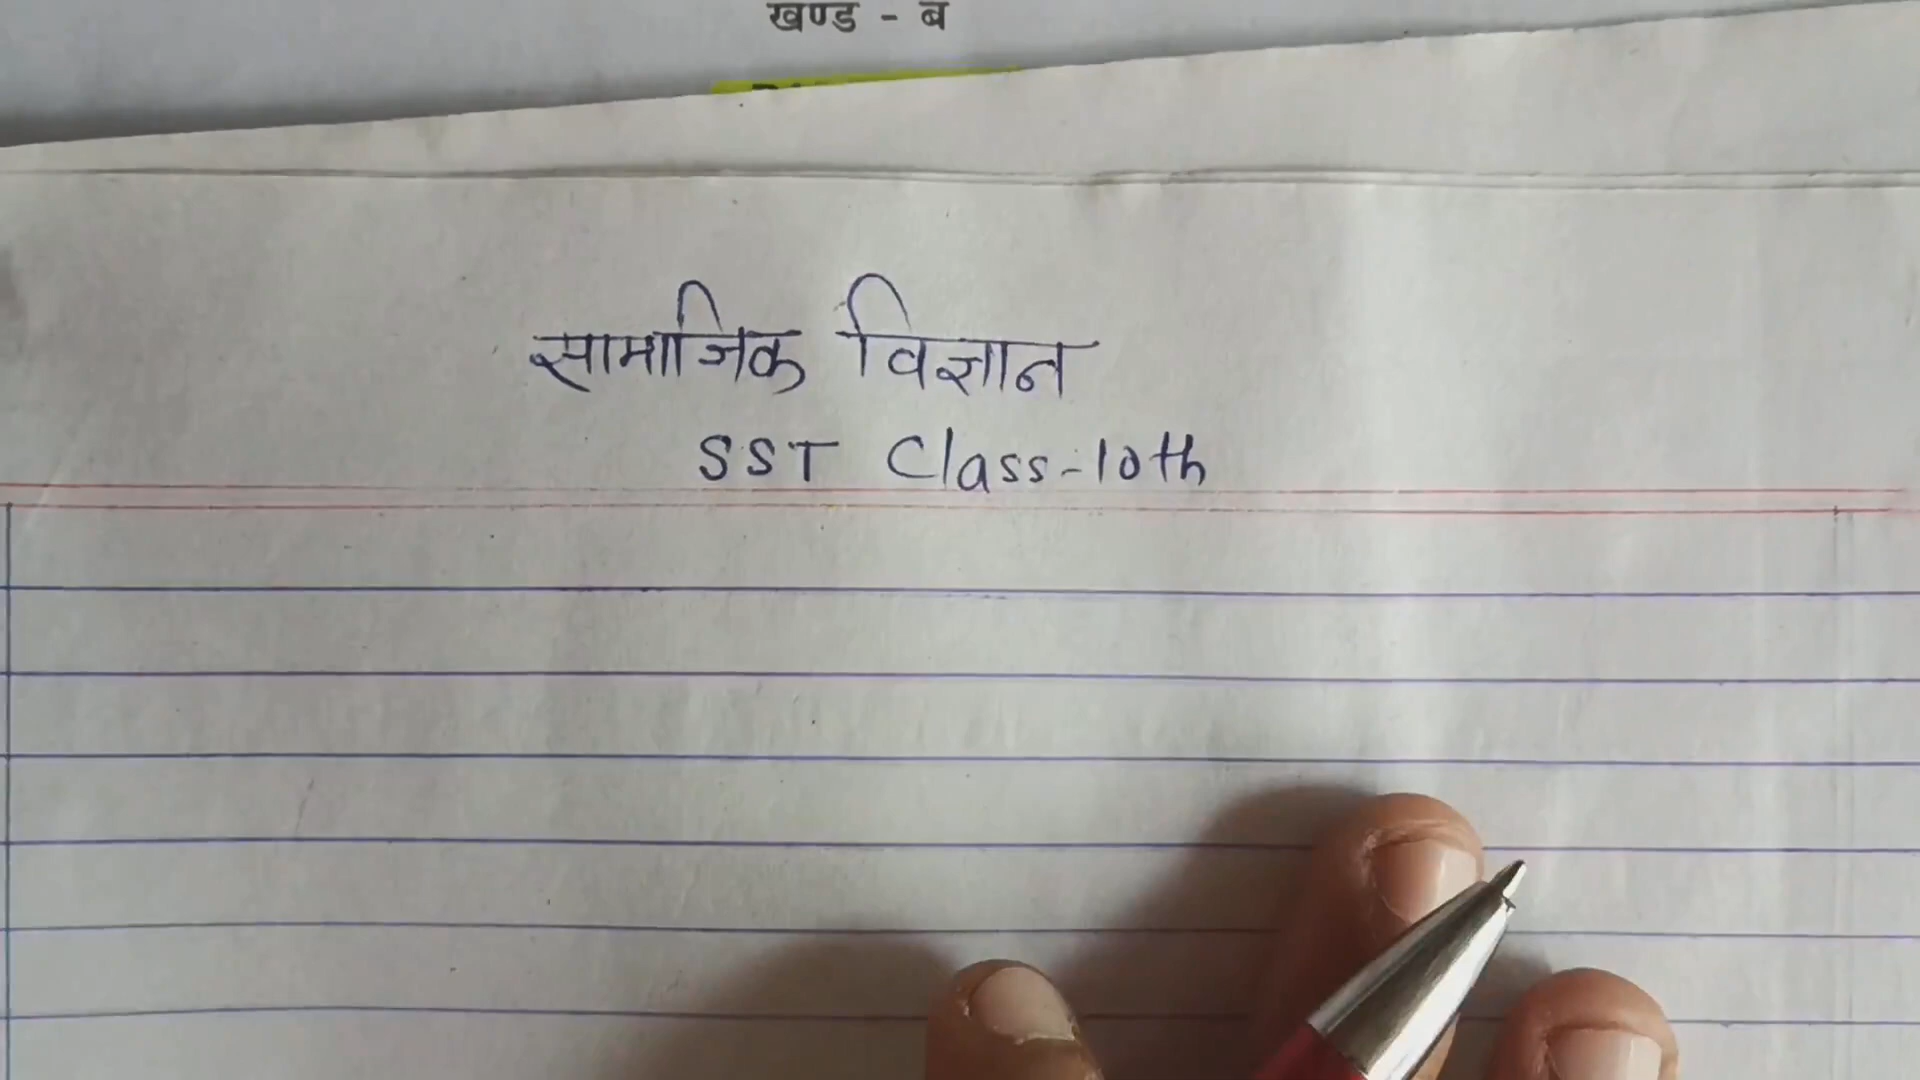 खण्ड - ब
सामाजिक विज्ञान
SST Class-10th